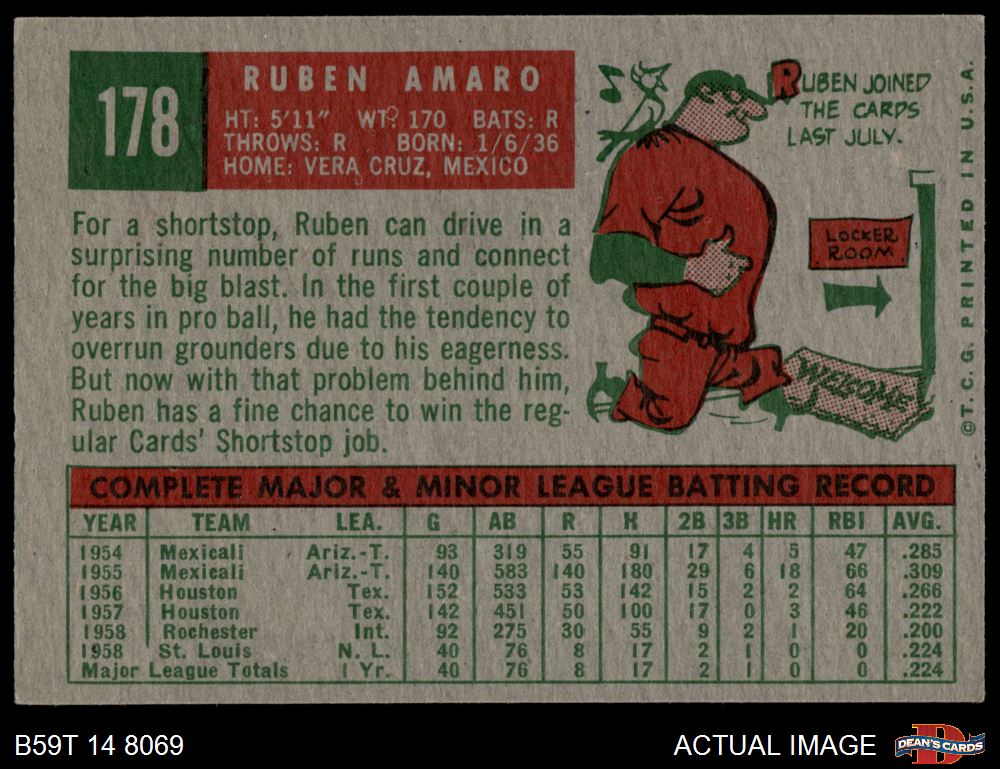 178
RUBEN AMARO
HT: 5'11" WT: 170 BATS: R
THROWS: R BORN: 1/6/36
HOME: VERA CRUZ, MEXICO
RUBEN JOINED
THE CARDS
LAST JULY.
LOCKER
ROOM
WELCOME
©T.C.G. PRINTED IN U.S.A.
For a shortstop, Ruben can drive in a
surprising number of runs and connect
for the big blast. In the first couple of
years in pro ball, he had the tendency to
overrun grounders due to his eagerness.
But now with that problem behind him,
Ruben has a fine chance to win the reg-
ular Cards' Shortstop job.
COMPLETE MAJOR & MINOR LEAGUE BATTING RECORD
YEAR TEAM LEA. G AB R H 2B 3B HR RBI AVG.
1954 Mexicali Ariz.-T. 93 319 55 91 17 4 5 47 .285
1955 Mexicali Ariz.-T. 140 583 140 180 29 6 18 66 .309
1956 Houston Tex. 152 533 53 142 15 2 2 64 .266
1957 Houston Tex. 142 451 50 100 17 0 3 46 .222
1958 Rochester Int. 92 275 30 55 9 2 1 20 .200
1958 St. Louis N. L. 40 76 8 17 2 1 0 0 .224
Major League Totals 1 Yr. 40 76 8 17 2 1 0 0 .224
B59T 14 8069
ACTUAL IMAGE
D
DEAN'S CARDS